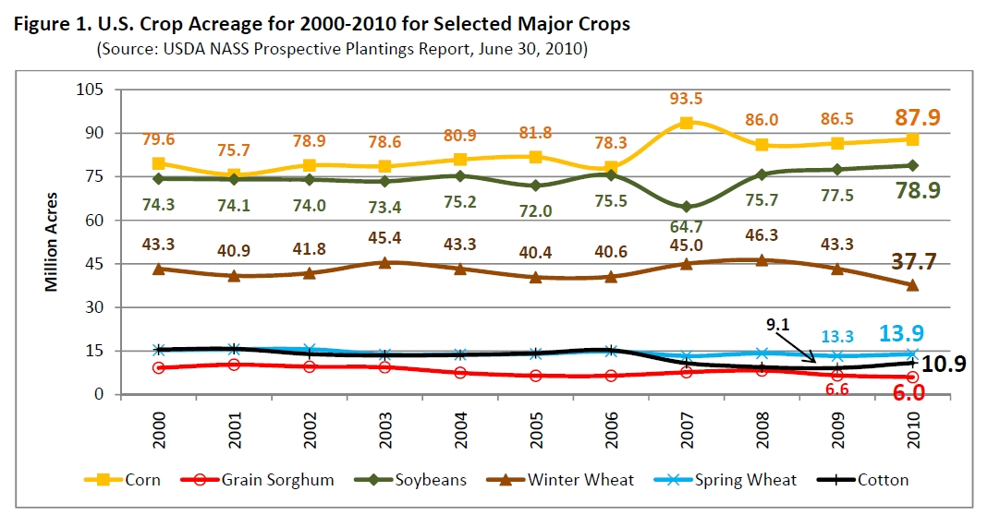 Figure 1. U.S. Crop Acreage for 2000-2010 for Selected Major Crops
(Source: USDA NASS Prospective Plantings Report, June 30, 2010)
Million Acres
105
90
75
60
45
30
15
0
79.6 75.7 78.9 78.6 80.9 81.8 78.3 93.5 86.0 86.5 87.9
74.3 74.1 74.0 73.4 75.2 72.0 75.5 64.7 75.7 77.5 78.9
43.3 40.9 41.8 45.4 43.3 40.4 40.6 45.0 46.3 43.3 37.7
13.3 13.9
9.1 10.9
6.6 6.0
2000 2001 2002 2003 2004 2005 2006 2007 2008 2009 2010
Corn Grain Sorghum Soybeans Winter Wheat Spring Wheat Cotton